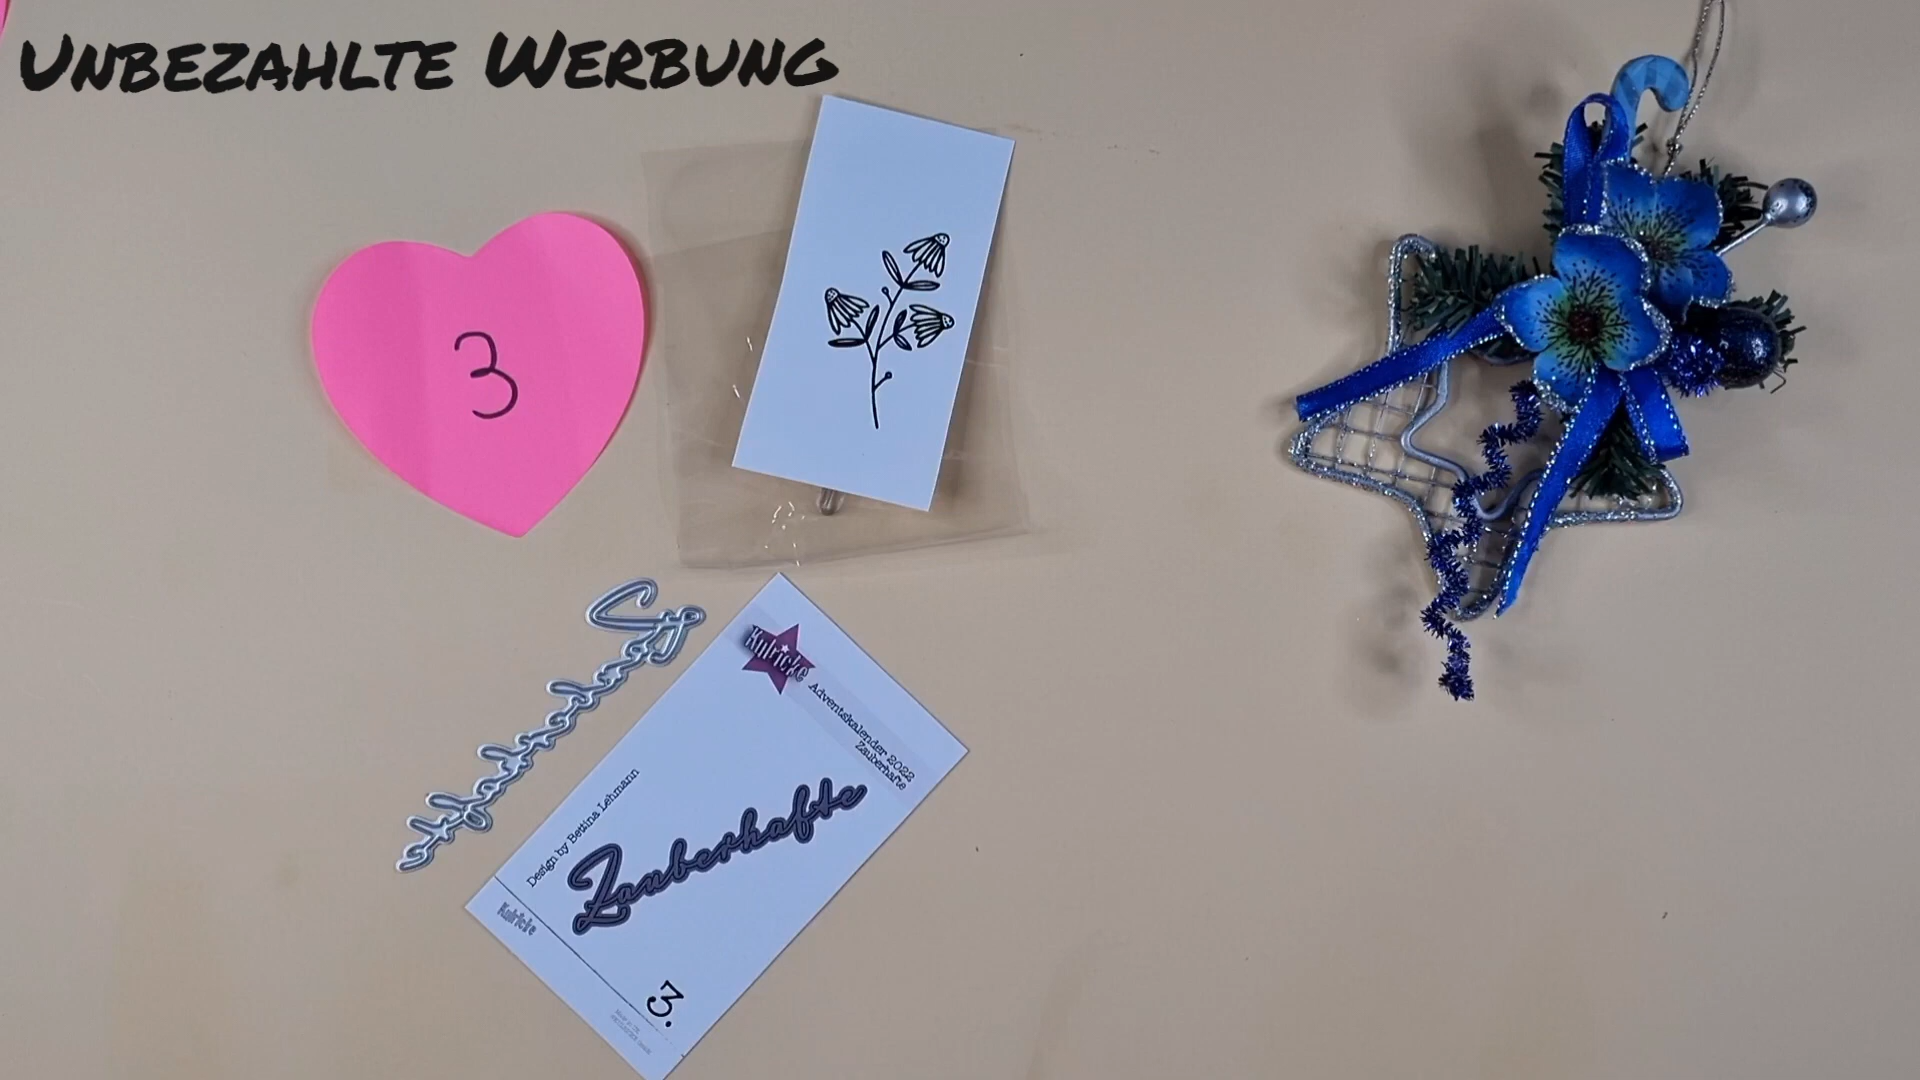 UNBEZAHLTE WERBUNG
3
Kulricke
Adventskalender 2022
Zauberhafte
Design by Bettina Lehmann
Zauberhafte
Kulricke
3.